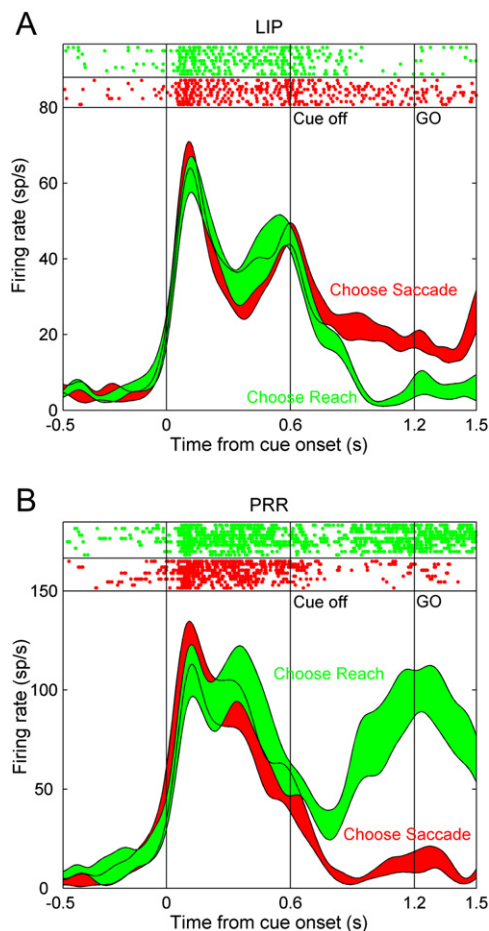 A
LIP
80
60
40
20
0
Firing rate (sp/s)
Cue off
GO
Choose Saccade
Choose Reach
-0.5
0
0.6
1.2
1.5
Time from cue onset (s)
B
PRR
150
100
50
0
Firing rate (sp/s)
Cue off
GO
Choose Reach
Choose Saccade
-0.5
0
0.6
1.2
1.5
Time from cue onset (s)